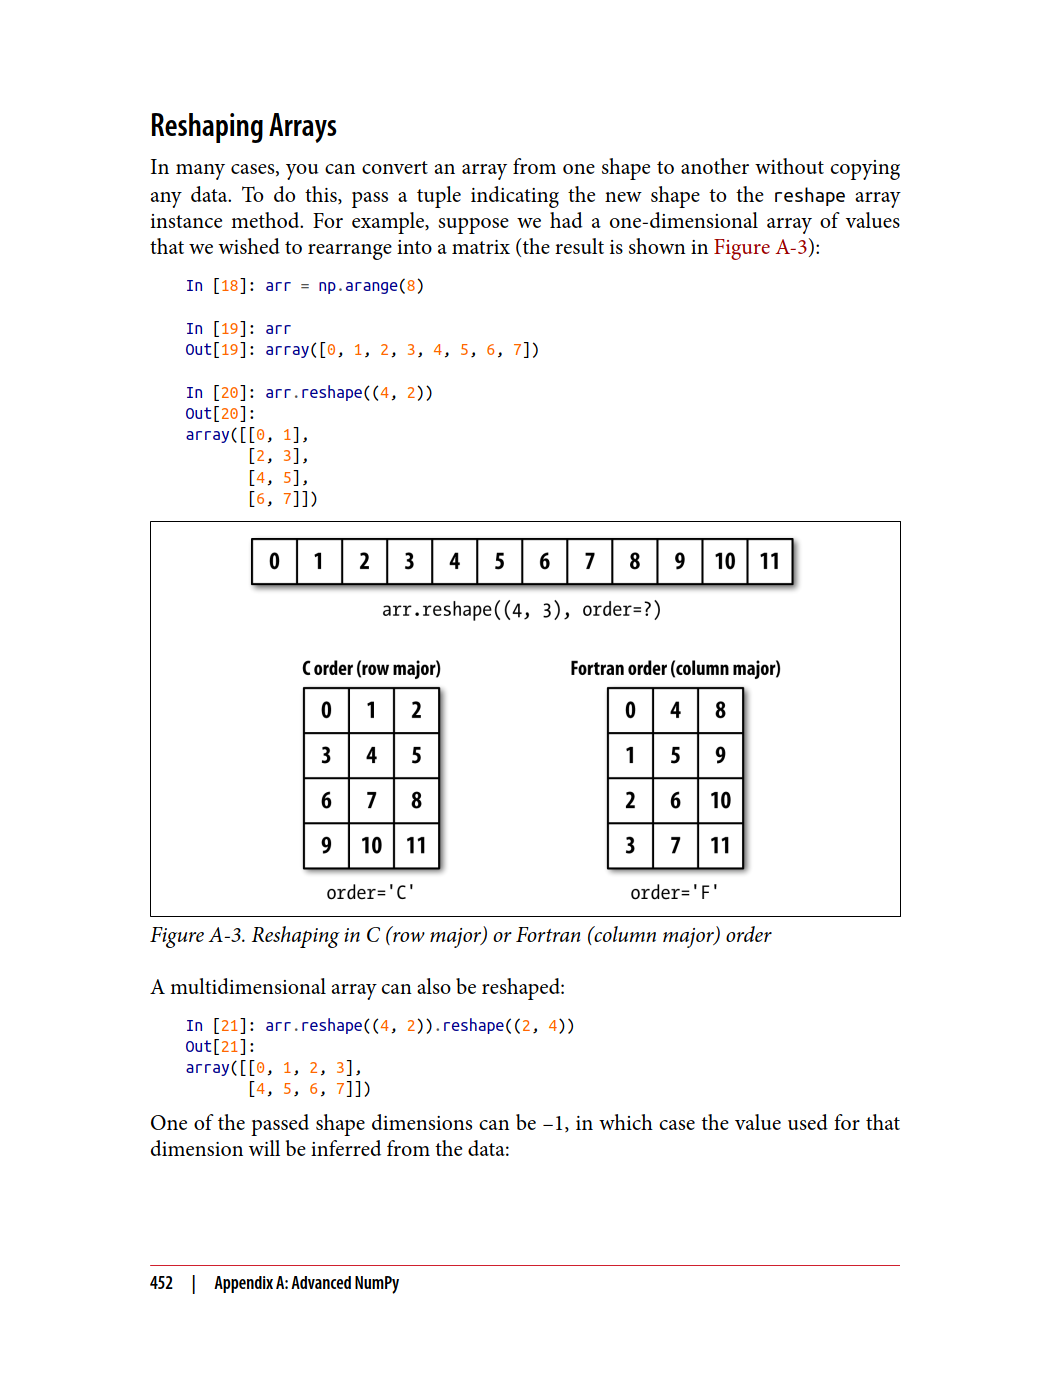 Reshaping Arrays
In many cases, you can convert an array from one shape to another without copying
any data. To do this, pass a tuple indicating the new shape to the reshape array
instance method. For example, suppose we had a one-dimensional array of values
that we wished to rearrange into a matrix (the result is shown in Figure A-3):
In [18]: arr = np.arange(8)
In [19]: arr
Out[19]: array([0, 1, 2, 3, 4, 5, 6, 7])
In [20]: arr.reshape((4, 2))
Out[20]:
array([[0, 1],
[2, 3],
[4, 5],
[6, 7]])
0 1 2 3 4 5 6 7 8 9 10 11
arr.reshape((4, 3), order=?)
C order (row major)
0 1 2
3 4 5
6 7 8
9 10 11
order='C'
Fortran order (column major)
0 4 8
1 5 9
2 6 10
3 7 11
order='F'
Figure A-3. Reshaping in C (row major) or Fortran (column major) order
A multidimensional array can also be reshaped:
In [21]: arr.reshape((4, 2)).reshape((2, 4))
Out[21]:
array([[0, 1, 2, 3],
[4, 5, 6, 7]])
One of the passed shape dimensions can be –1, in which case the value used for that
dimension will be inferred from the data:
452 | Appendix A: Advanced NumPy